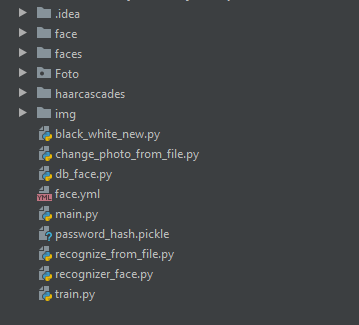 .idea
face
faces
Foto
haarcascades
img
black_white_new.py
change_photo_from_file.py
db_face.py
face.yml
main.py
password_hash.pickle
recognize_from_file.py
recognizer_face.py
train.py